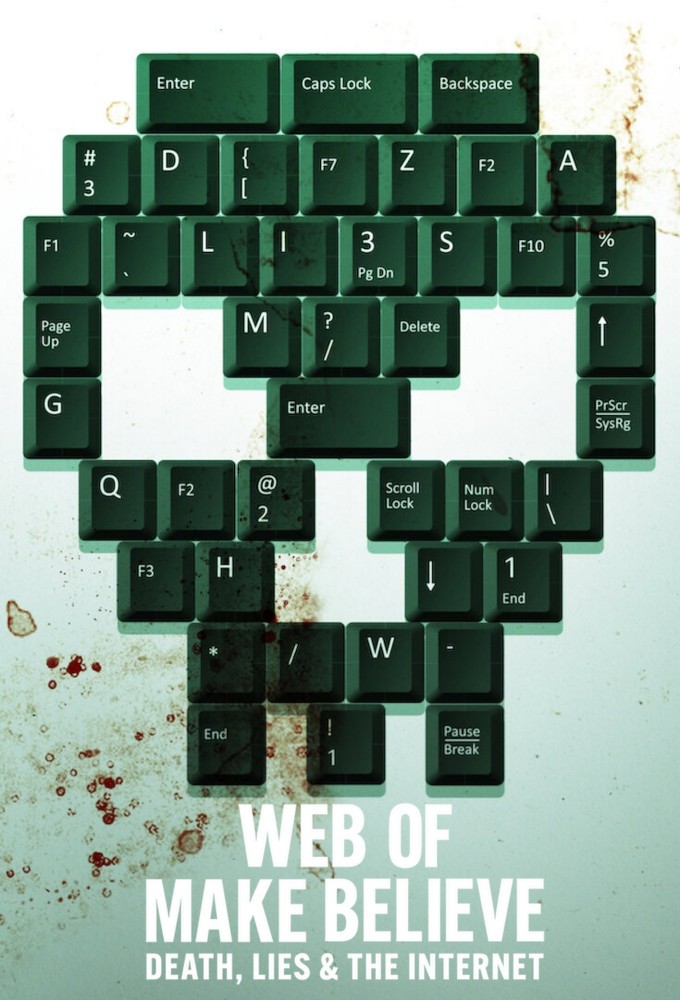 Enter Caps Lock Backspace
# D { F7 Z F2 A
3 [
F1 ~ L I 3 S F10 %
` Pg Dn 5
Page Up M ? Delete ↑
/
G Enter PrScr SysRg
Q F2 @ Scroll Lock Num Lock |
2 \
F3 H ↓ 1
End
* / W -
End ! Pause Break
1
WEB OF
MAKE BELIEVE
DEATH, LIES & THE INTERNET